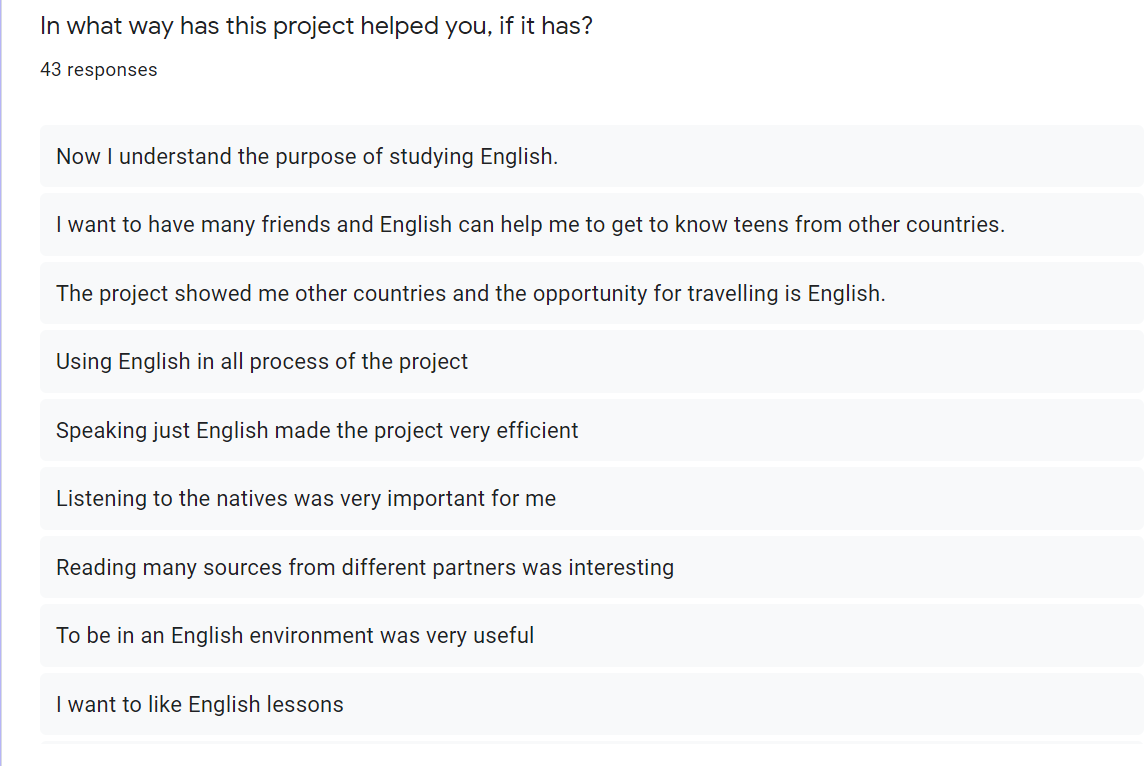 In what way has this project helped you, if it has?
43 responses
Now I understand the purpose of studying English.
I want to have many friends and English can help me to get to know teens from other countries.
The project showed me other countries and the opportunity for travelling is English.
Using English in all process of the project
Speaking just English made the project very efficient
Listening to the natives was very important for me
Reading many sources from different partners was interesting
To be in an English environment was very useful
I want to like English lessons